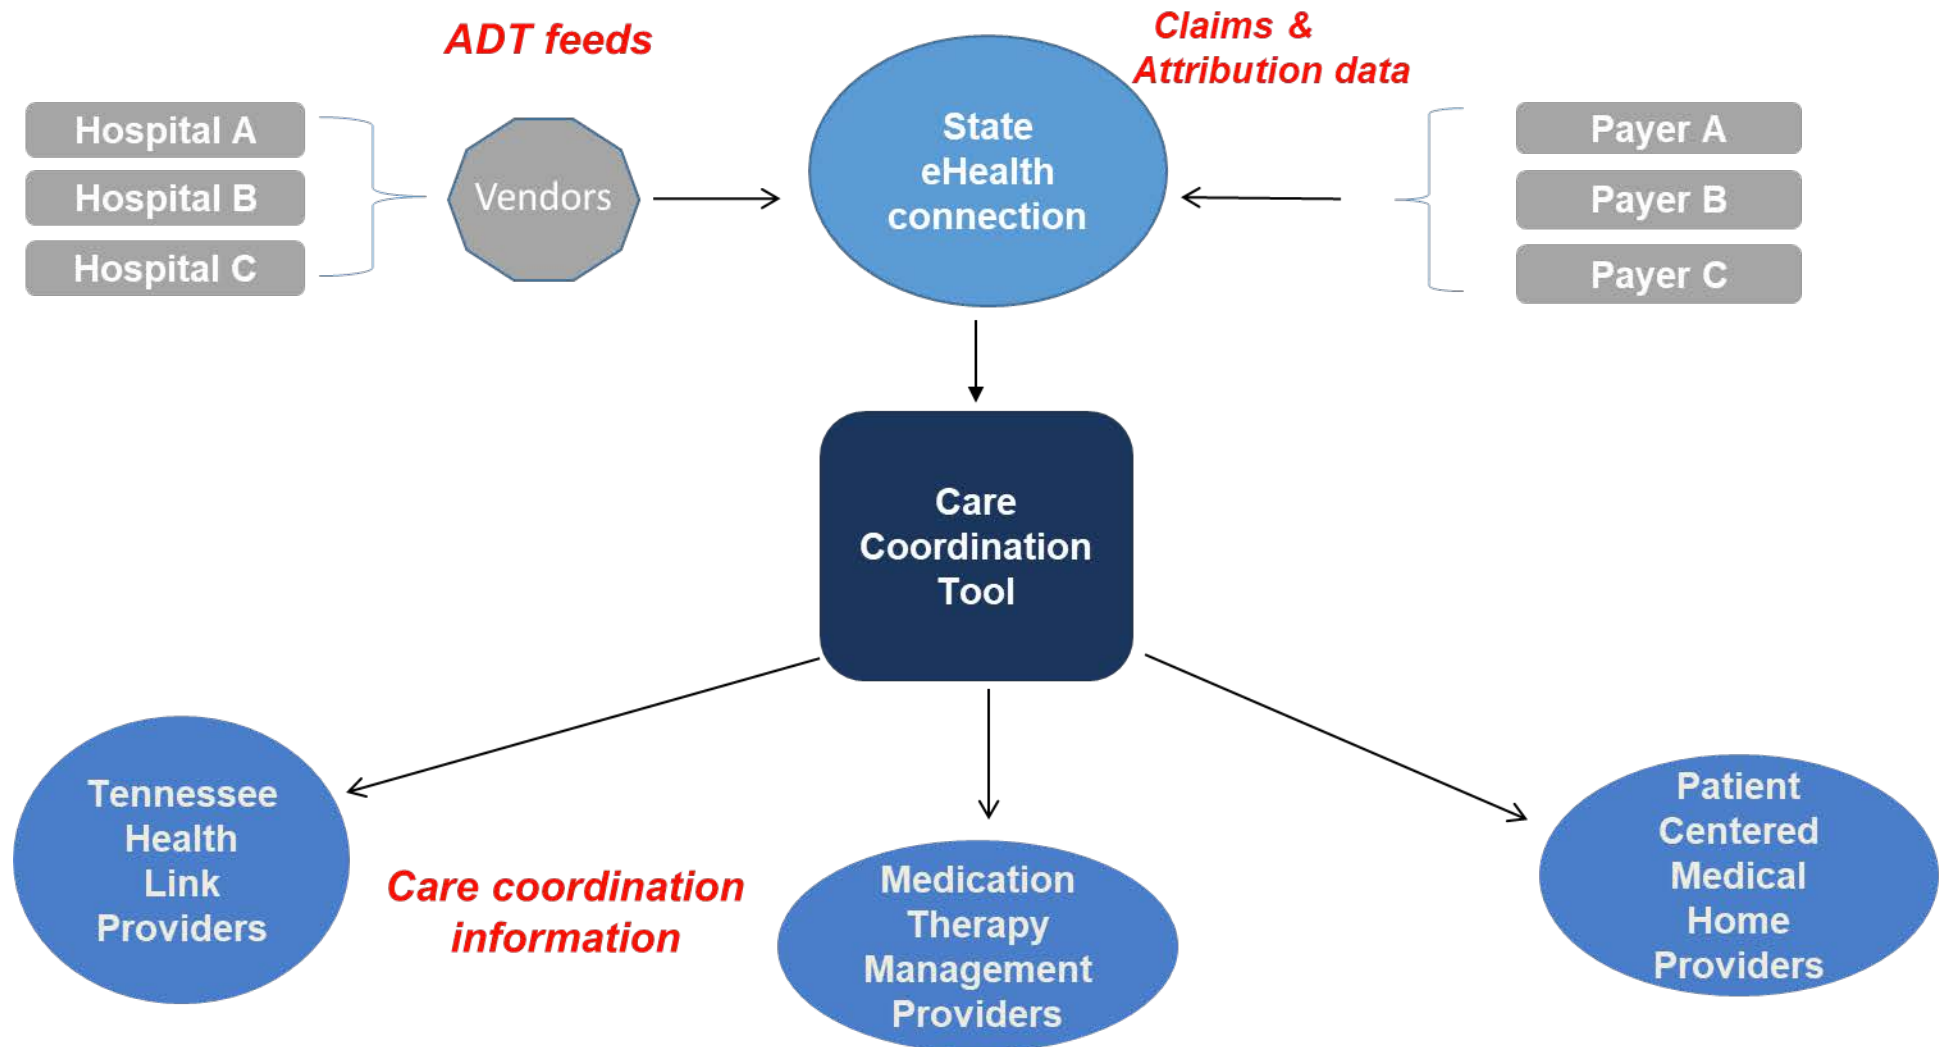 ADT feeds
Claims &
Attribution data
Hospital A
Hospital B
Hospital C
Vendors
State
eHealth
connection
Payer A
Payer B
Payer C
Care
Coordination
Tool
Tennessee
Health
Link
Providers
Care coordination
information
Medication
Therapy
Management
Providers
Patient
Centered
Medical
Home
Providers